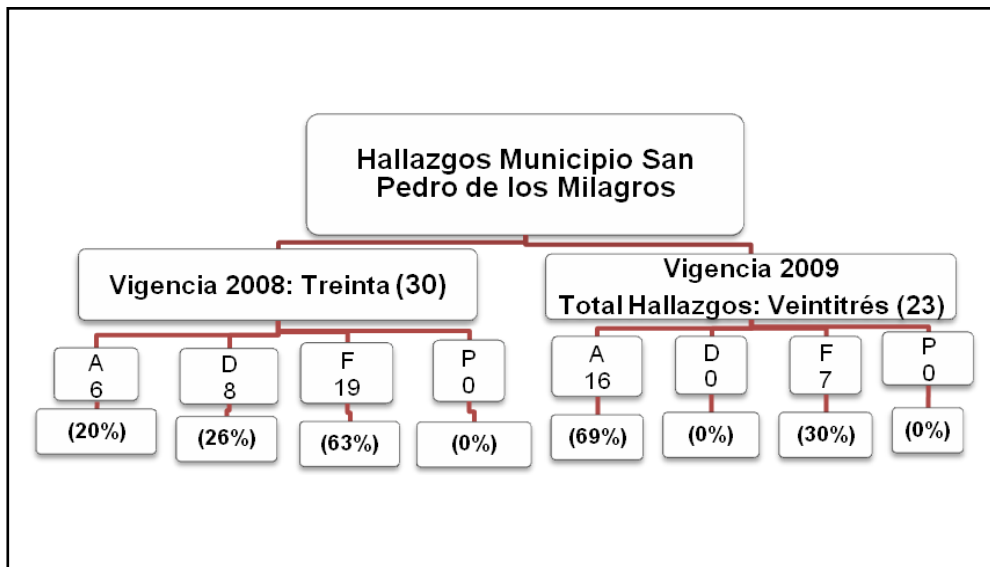 Hallazgos Municipio San
Pedro de los Milagros
Vigencia 2008: Treinta (30)
A
6
(20%)
D
8
(26%)
F
19
(63%)
P
0
(0%)
Vigencia 2009
Total Hallazgos: Veintitrés (23)
A
16
(69%)
D
0
(0%)
F
7
(30%)
P
0
(0%)